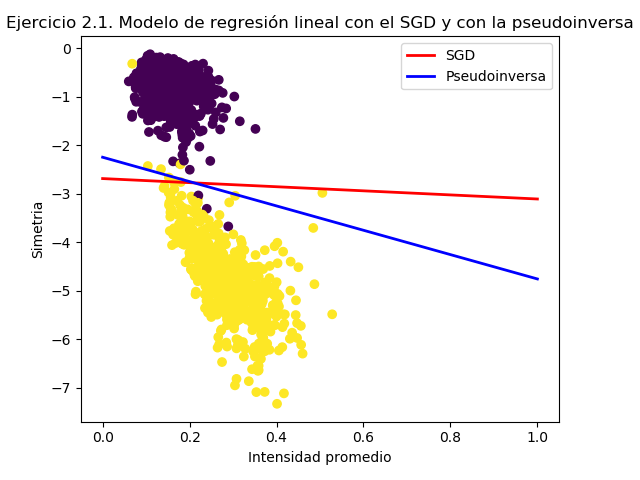 Ejercicio 2.1. Modelo de regresión lineal con el SGD y con la pseudoinversa
SGD
Pseudoinversa
0
−1
−2
−3
−4
−5
−6
−7
Simetria
0.0 0.2 0.4 0.6 0.8 1.0
Intensidad promedio